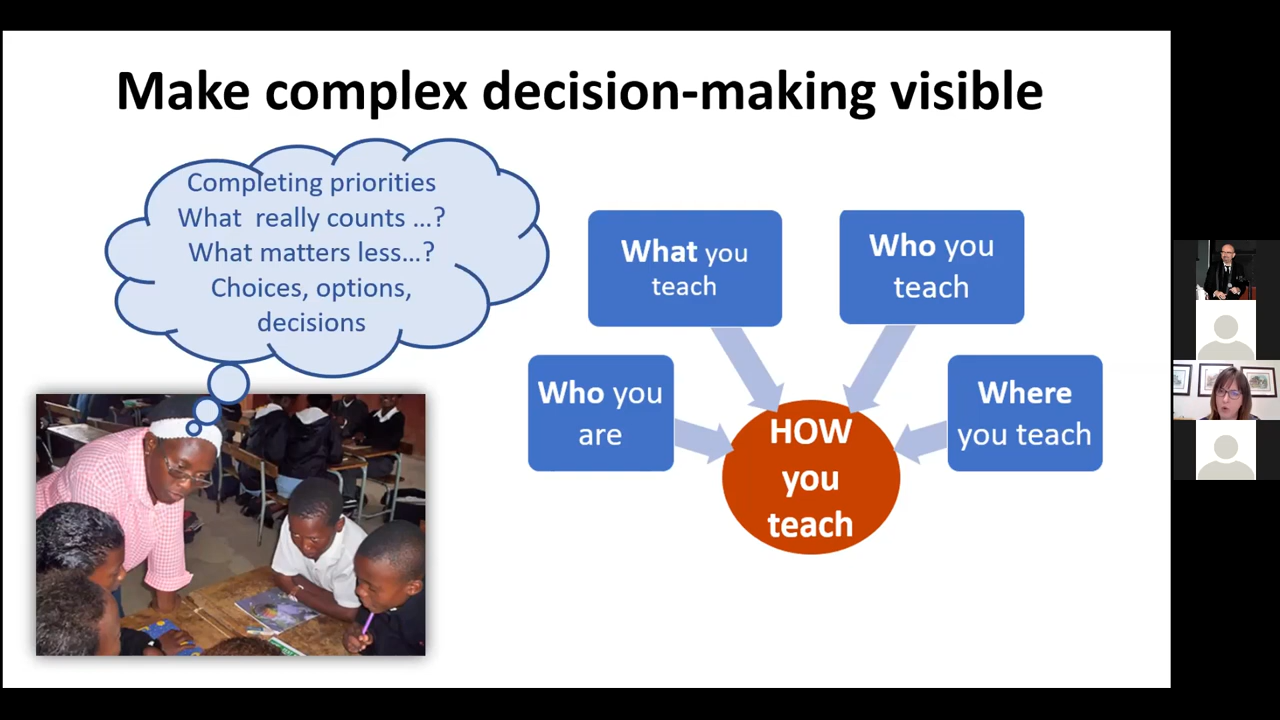 Make complex decision-making visible
Completing priorities
What really counts ...?
What matters less...?
Choices, options,
decisions
What you
teach
Who you
teach
Who you
are
Where
you teach
HOW
you
teach